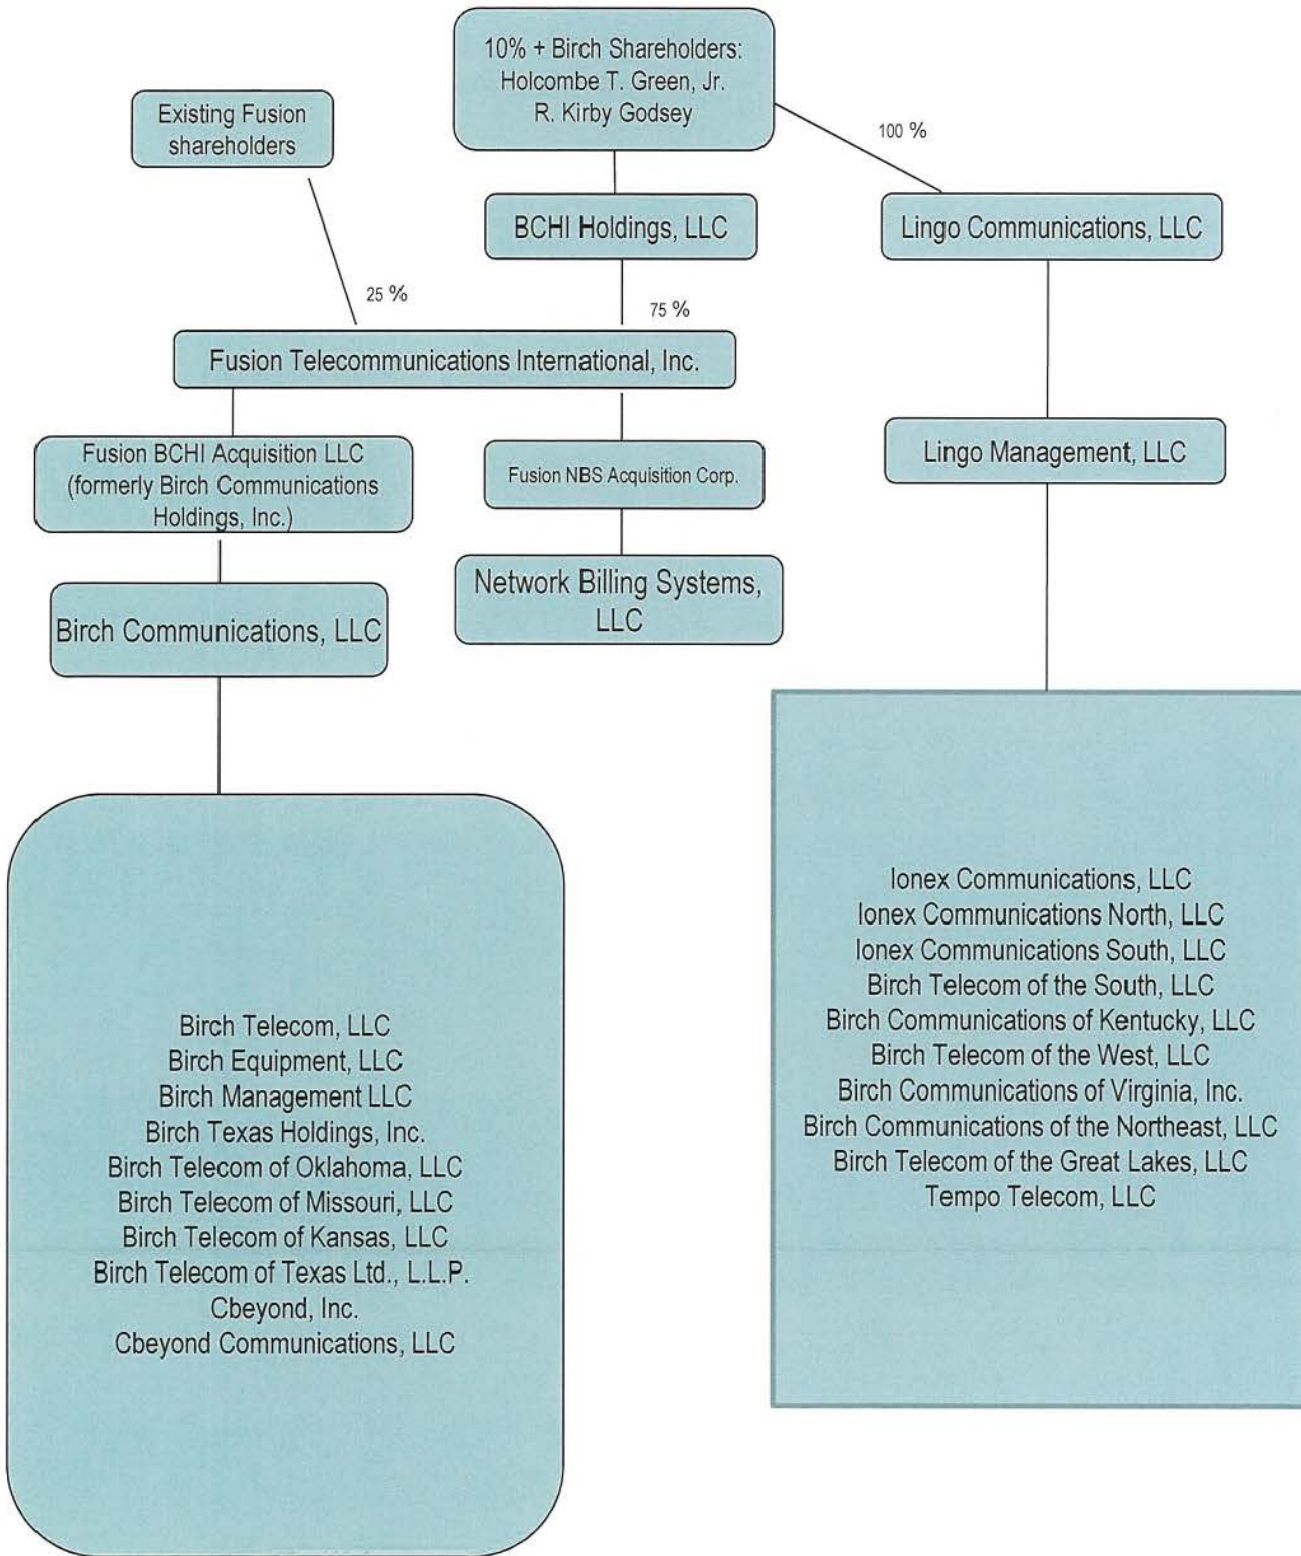 10% + Birch Shareholders:
Holcombe T. Green, Jr.
R. Kirby Godsey
Existing Fusion
shareholders
100 %
BCHI Holdings, LLC
Lingo Communications, LLC
25 %
75 %
Fusion Telecommunications International, Inc.
Fusion BCHI Acquisition LLC
(formerly Birch Communications
Holdings, Inc.)
Fusion NBS Acquisition Corp.
Lingo Management, LLC
Birch Communications, LLC
Network Billing Systems,
LLC
Birch Telecom, LLC
Birch Equipment, LLC
Birch Management LLC
Birch Texas Holdings, Inc.
Birch Telecom of Oklahoma, LLC
Birch Telecom of Missouri, LLC
Birch Telecom of Kansas, LLC
Birch Telecom of Texas Ltd., L.L.P.
Cbeyond, Inc.
Cbeyond Communications, LLC
Ionex Communications, LLC
Ionex Communications North, LLC
Ionex Communications South, LLC
Birch Telecom of the South, LLC
Birch Communications of Kentucky, LLC
Birch Telecom of the West, LLC
Birch Communications of Virginia, Inc.
Birch Communications of the Northeast, LLC
Birch Telecom of the Great Lakes, LLC
Tempo Telecom, LLC